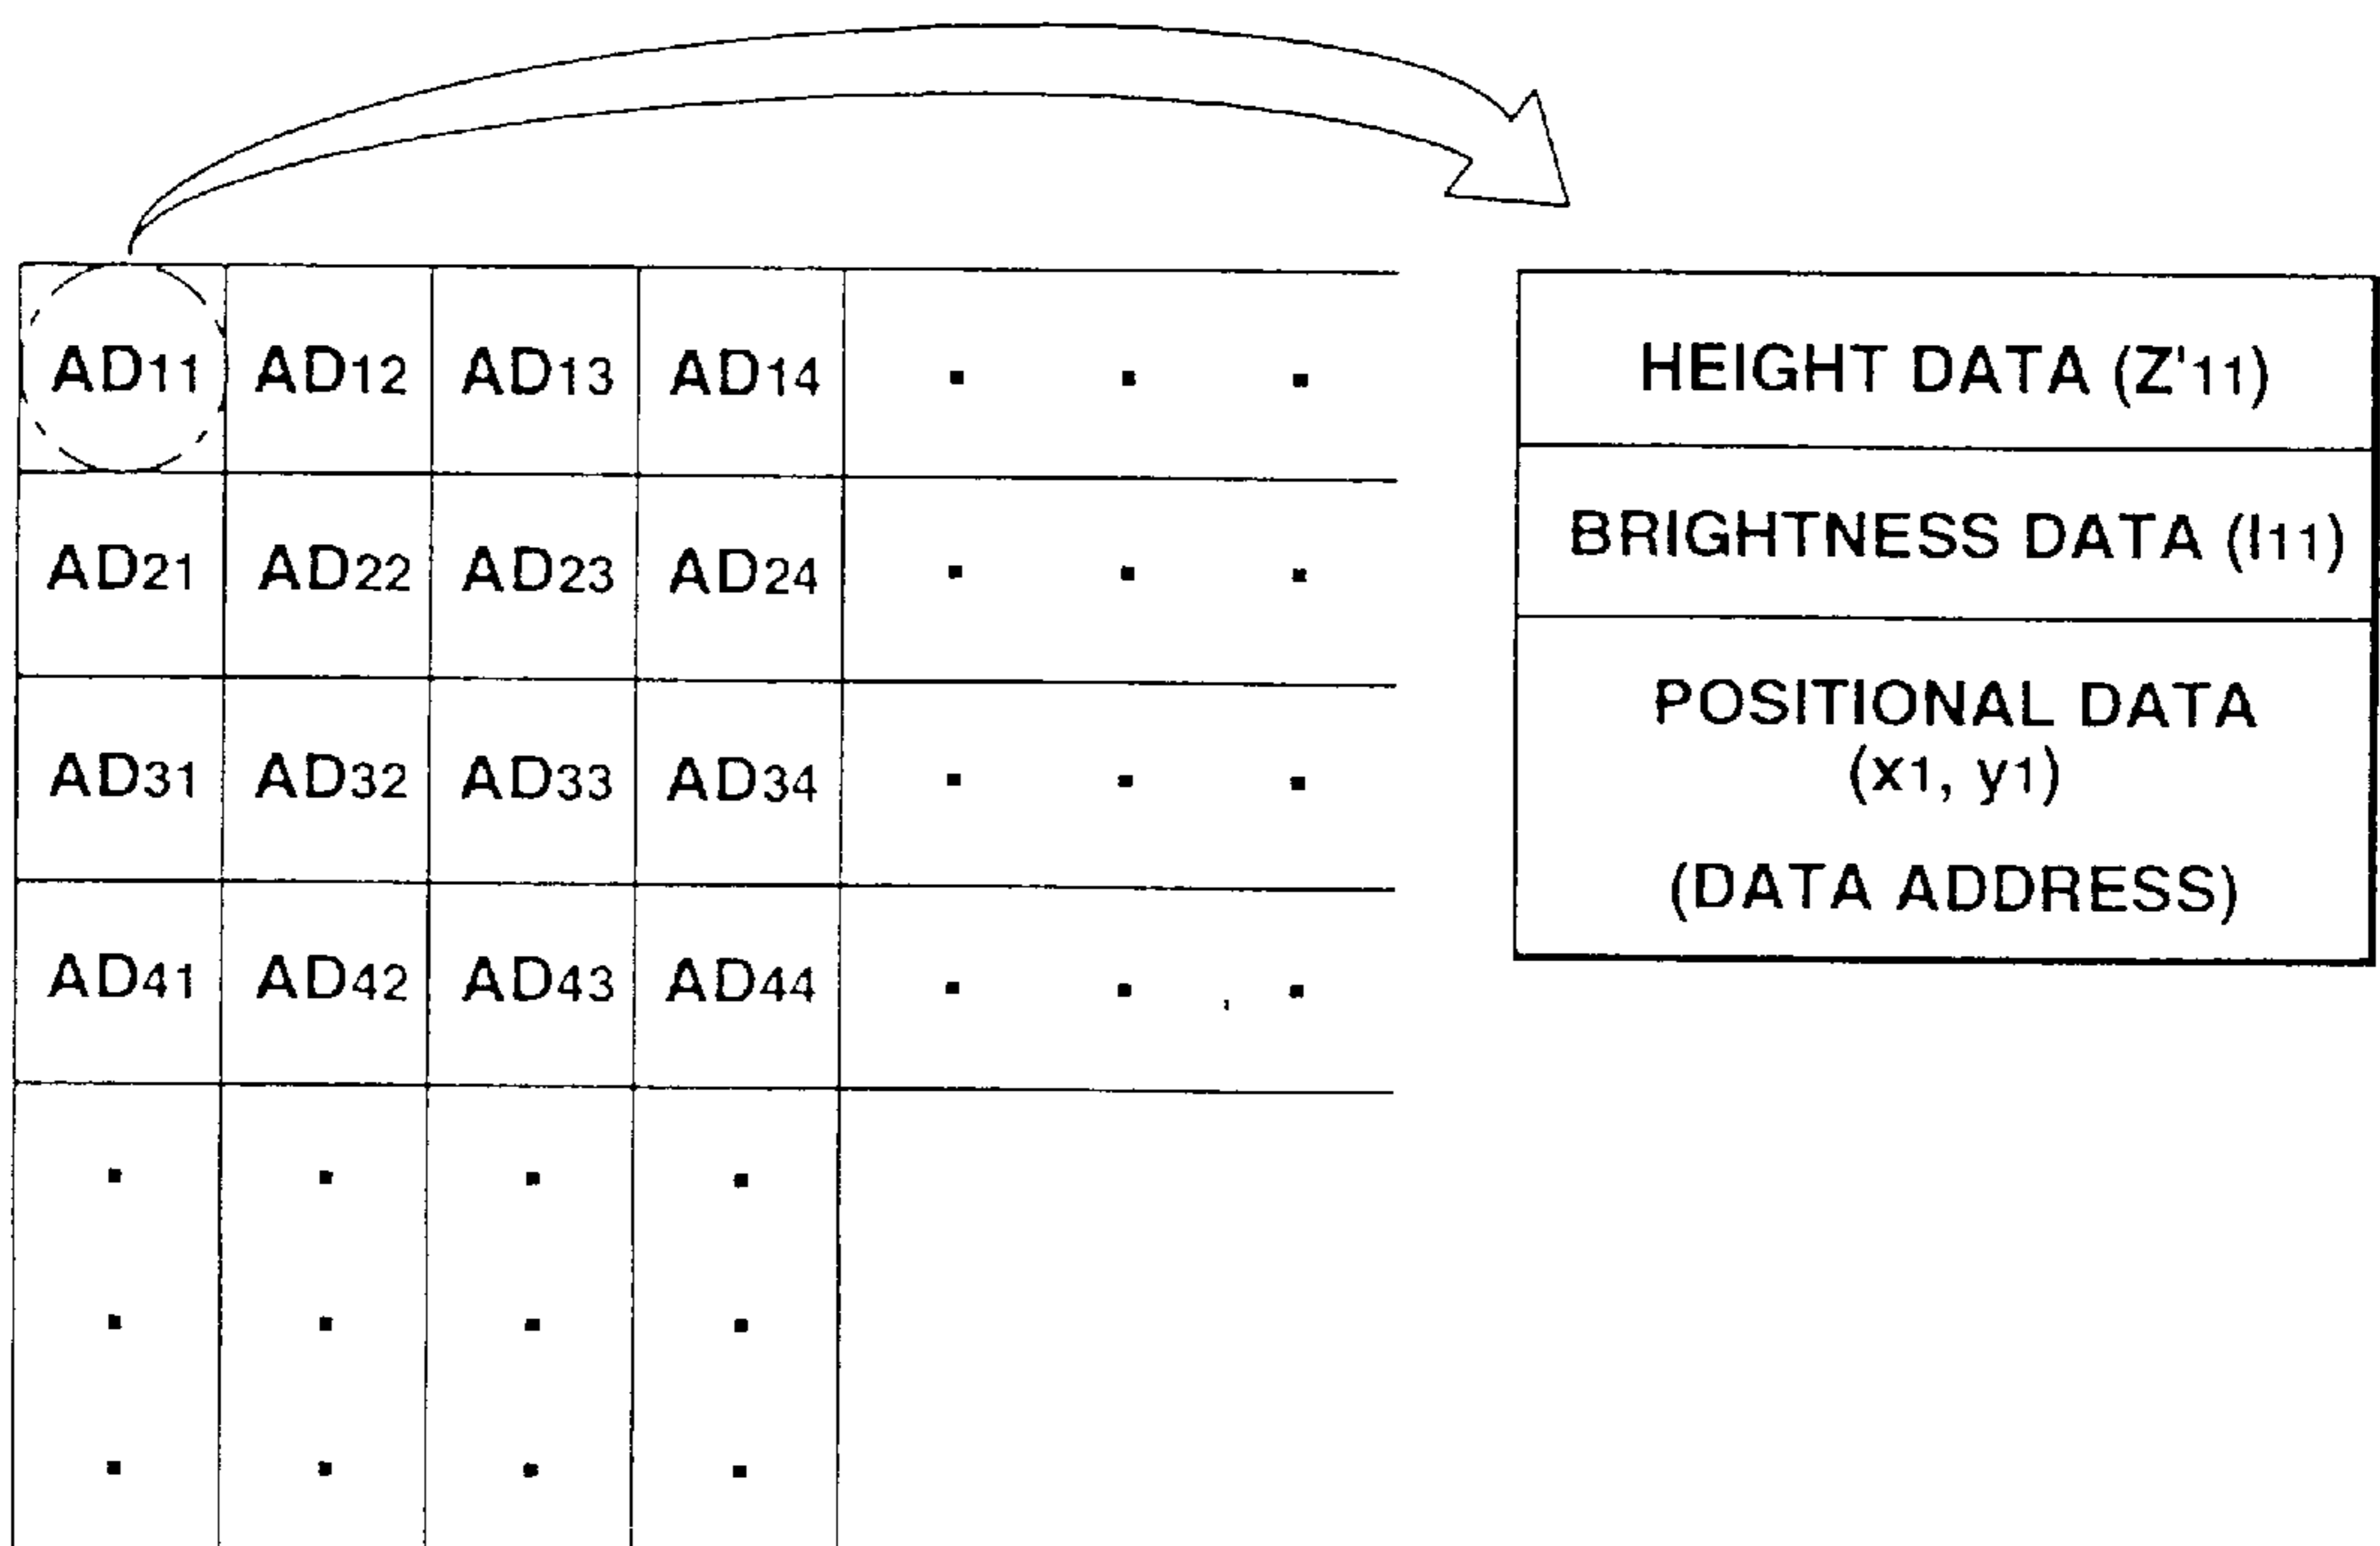 AD11 AD12 AD13 AD14 . . .
AD21 AD22 AD23 AD24 . . .
AD31 AD32 AD33 AD34 . . .
AD41 AD42 AD43 AD44 . . .
. . . .
. . . .
. . . .
HEIGHT DATA (Z'11)
BRIGHTNESS DATA (I11)
POSITIONAL DATA
(x1, y1)
(DATA ADDRESS)